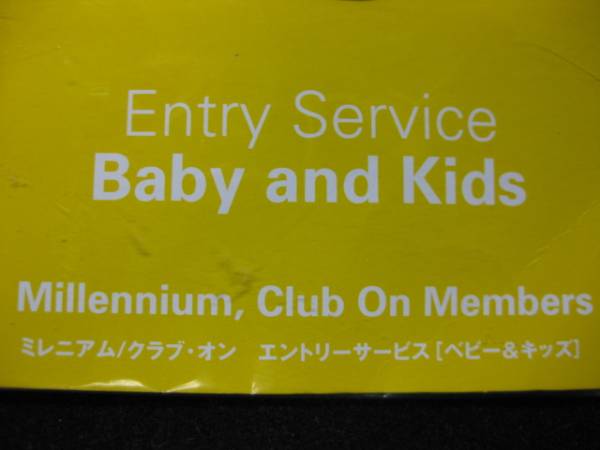 Entry Service
Baby and Kids
Millennium, Club On Members
ミレニアム/クラブ・オン　エントリーサービス[ベビー&キッズ]